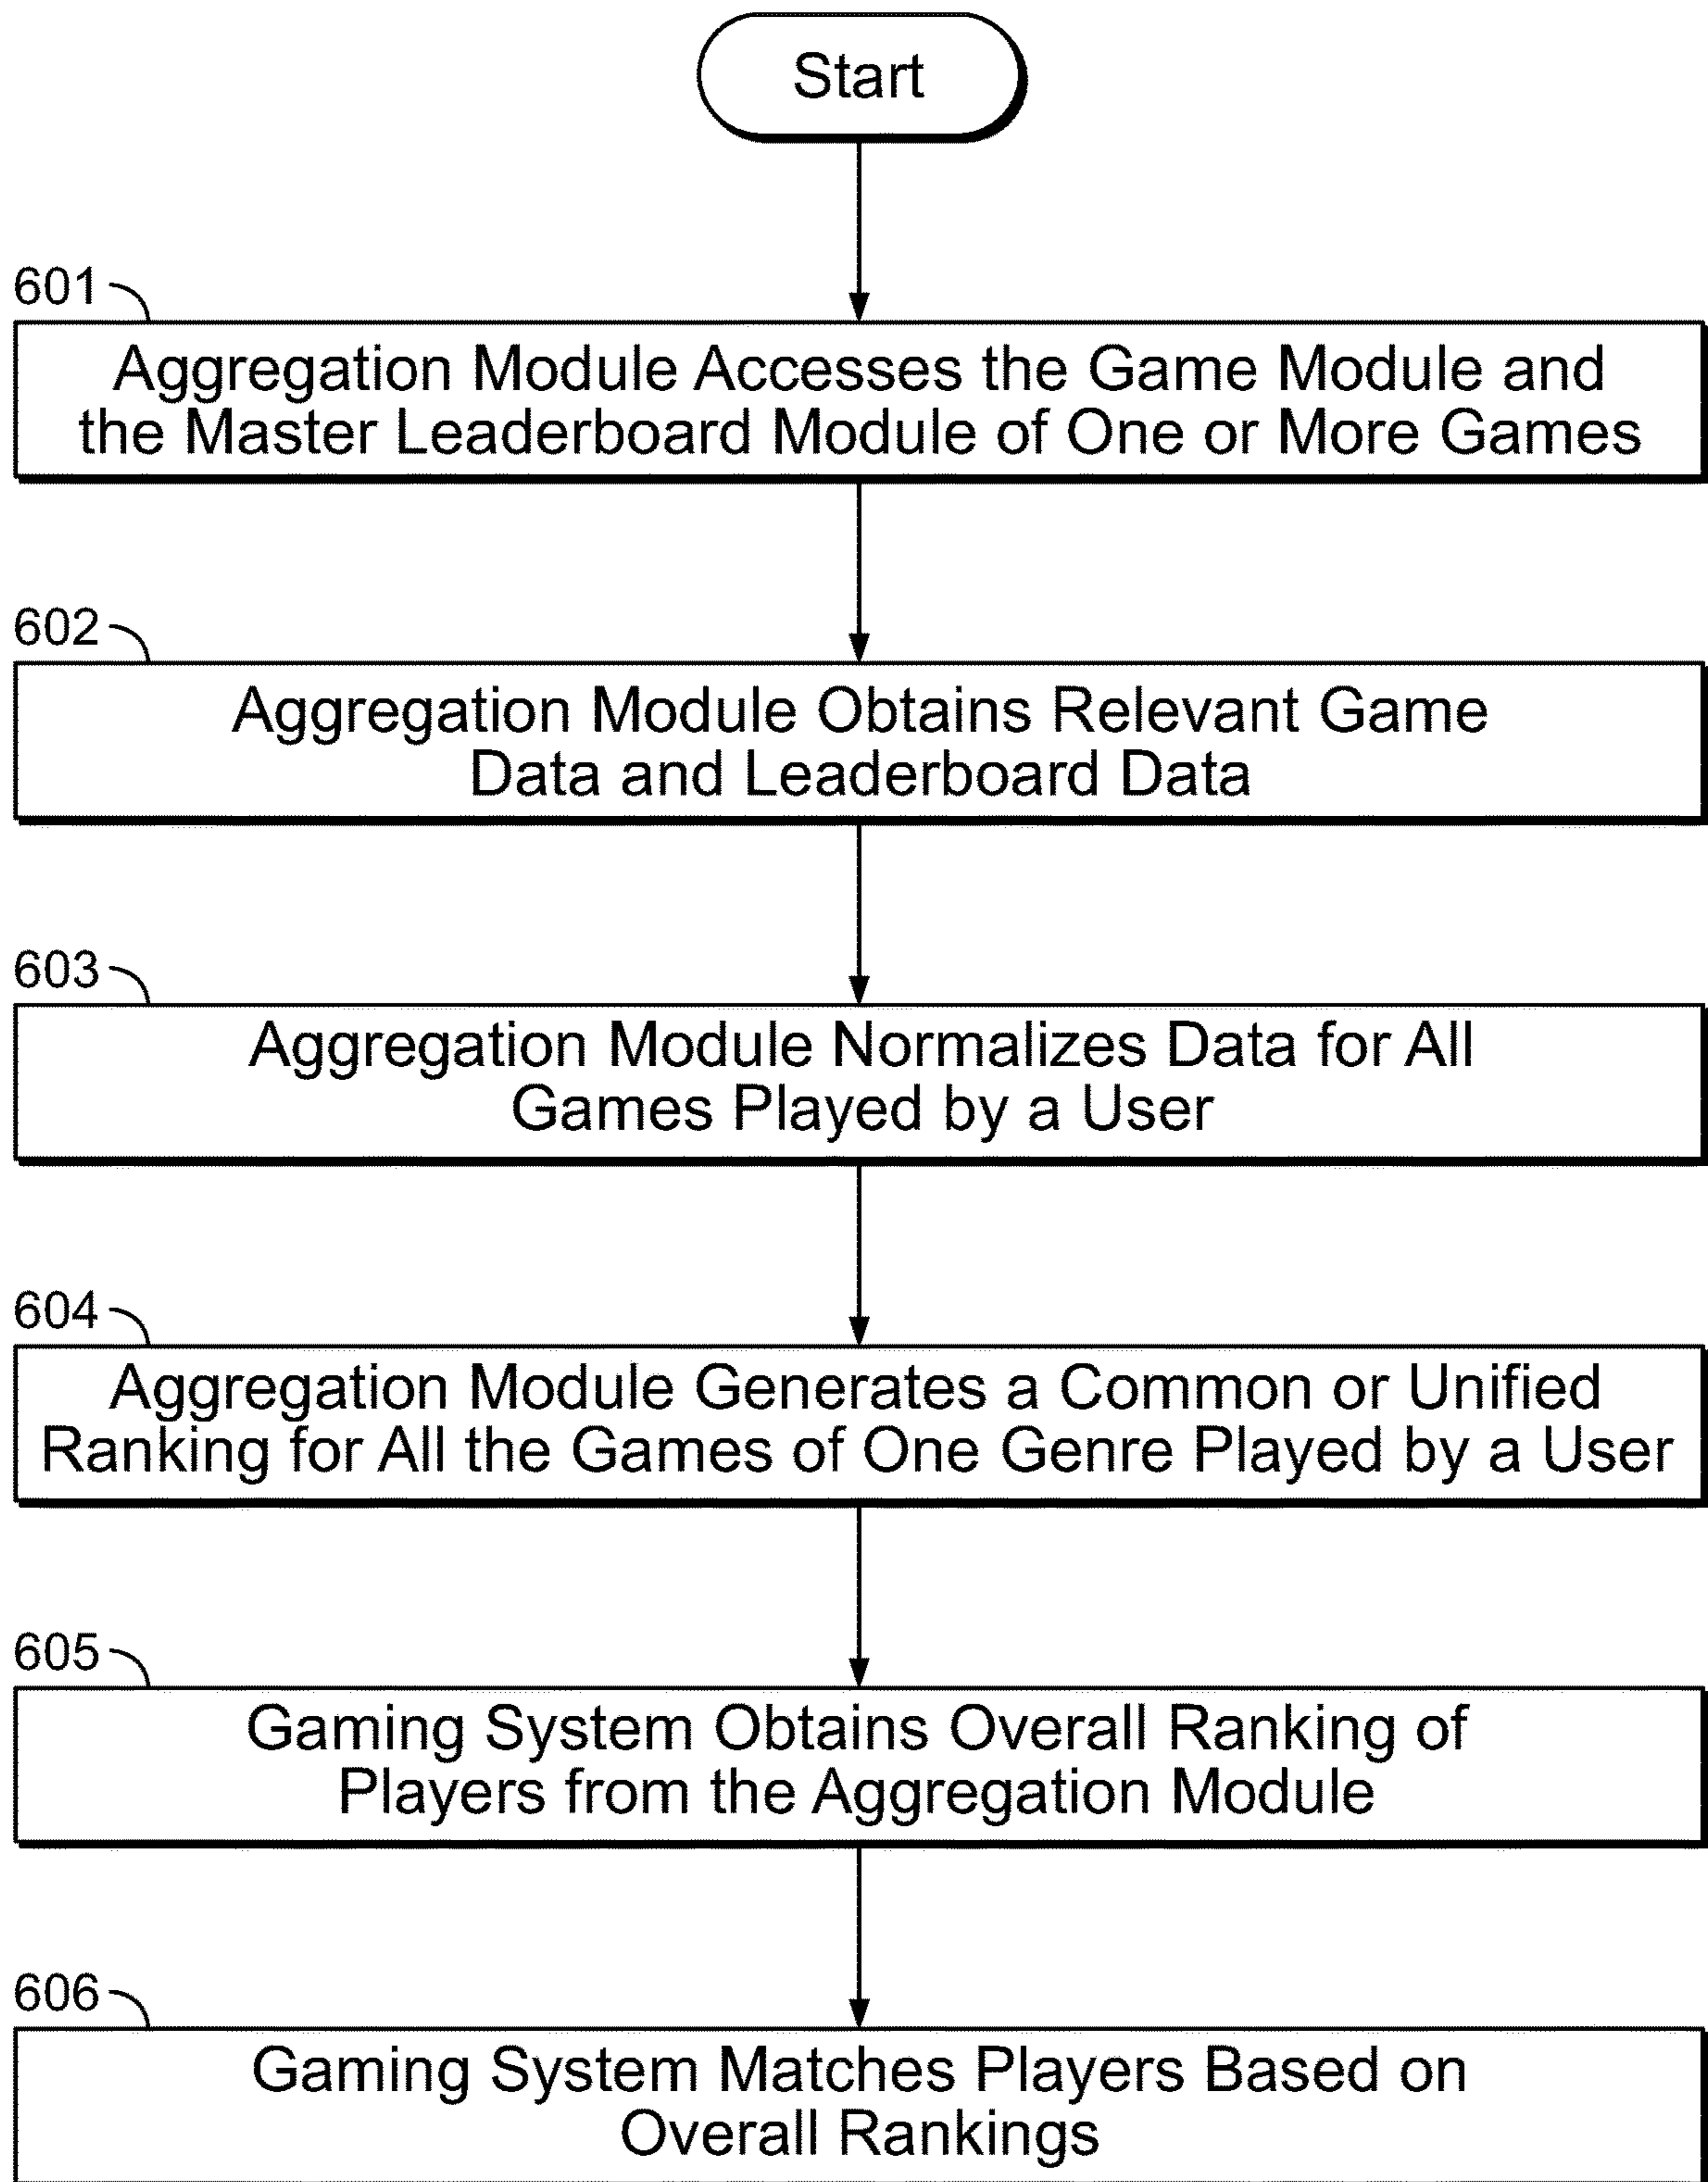 Start
601
Aggregation Module Accesses the Game Module and
the Master Leaderboard Module of One or More Games
602
Aggregation Module Obtains Relevant Game
Data and Leaderboard Data
603
Aggregation Module Normalizes Data for All
Games Played by a User
604
Aggregation Module Generates a Common or Unified
Ranking for All the Games of One Genre Played by a User
605
Gaming System Obtains Overall Ranking of
Players from the Aggregation Module
606
Gaming System Matches Players Based on
Overall Rankings